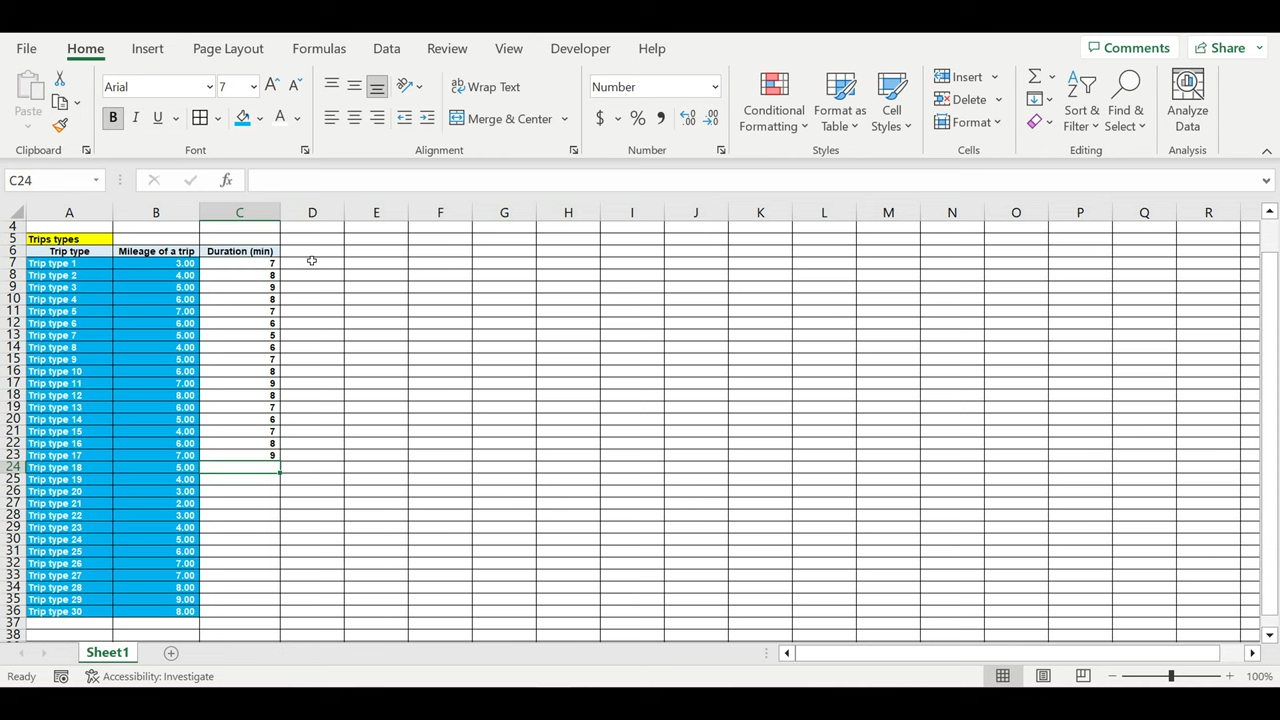 File Home Insert Page Layout Formulas Data Review View Developer Help Comments Share
Paste
Clipboard
Arial 7
B I U A
Font
Wrap Text
Merge & Center
Alignment
Number
$ % ,
Number
Conditional Formatting
Format as Table
Cell Styles
Styles
Insert
Delete
Format
Cells
Sort & Filter
Find & Select
Editing
Analyze Data
Analysis
C24 fx
A B C D E F G H I J K L M N O P Q R
4
5 Trips types
6 Trip type Mileage of a trip Duration (min)
7 Trip type 1 3.00 7
8 Trip type 2 4.00 8
9 Trip type 3 5.00 9
10 Trip type 4 6.00 8
11 Trip type 5 7.00 7
12 Trip type 6 6.00 6
13 Trip type 7 5.00 5
14 Trip type 8 4.00 6
15 Trip type 9 5.00 7
16 Trip type 10 6.00 8
17 Trip type 11 7.00 9
18 Trip type 12 8.00 8
19 Trip type 13 6.00 7
20 Trip type 14 5.00 6
21 Trip type 15 4.00 7
22 Trip type 16 6.00 8
23 Trip type 17 7.00 9
24 Trip type 18 5.00
25 Trip type 19 4.00
26 Trip type 20 3.00
27 Trip type 21 2.00
28 Trip type 22 3.00
29 Trip type 23 4.00
30 Trip type 24 5.00
31 Trip type 25 6.00
32 Trip type 26 7.00
33 Trip type 27 7.00
34 Trip type 28 8.00
35 Trip type 29 9.00
36 Trip type 30 8.00
37
38
Sheet1
Ready Accessibility: Investigate 100%